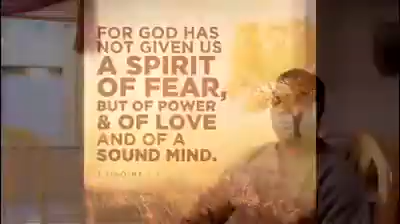 FOR GOD HAS
NOT GIVEN US
A SPIRIT
OF FEAR,
BUT OF POWER
& OF LOVE
AND OF A
SOUND MIND.